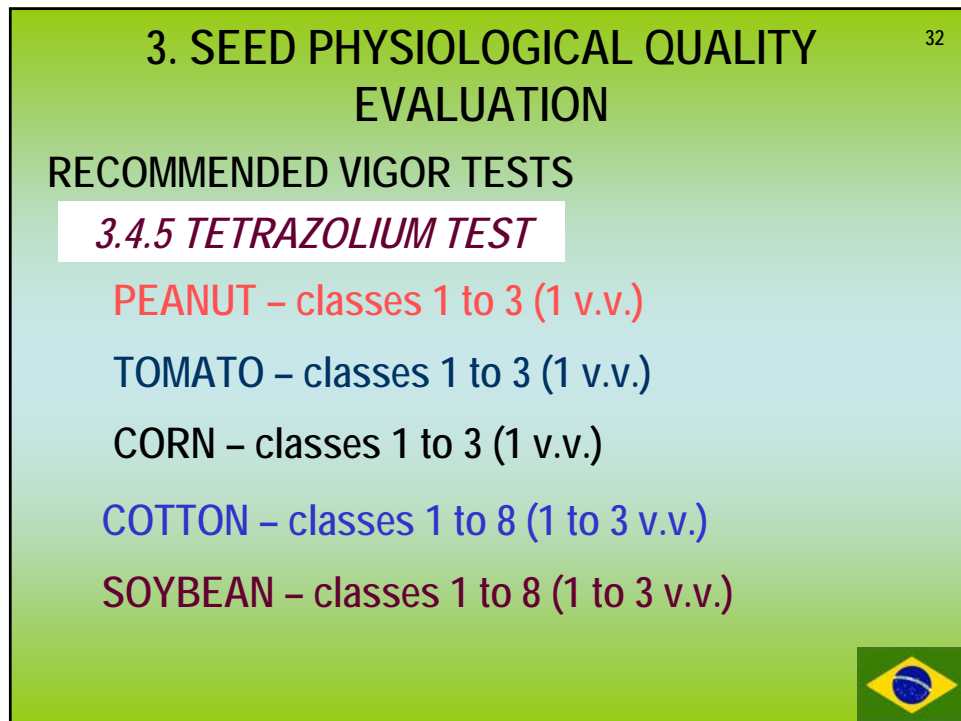 3. SEED PHYSIOLOGICAL QUALITY
EVALUATION
32
RECOMMENDED VIGOR TESTS
3.4.5 TETRAZOLIUM TEST
PEANUT – classes 1 to 3 (1 v.v.)
TOMATO – classes 1 to 3 (1 v.v.)
CORN – classes 1 to 3 (1 v.v.)
COTTON – classes 1 to 8 (1 to 3 v.v.)
SOYBEAN – classes 1 to 8 (1 to 3 v.v.)